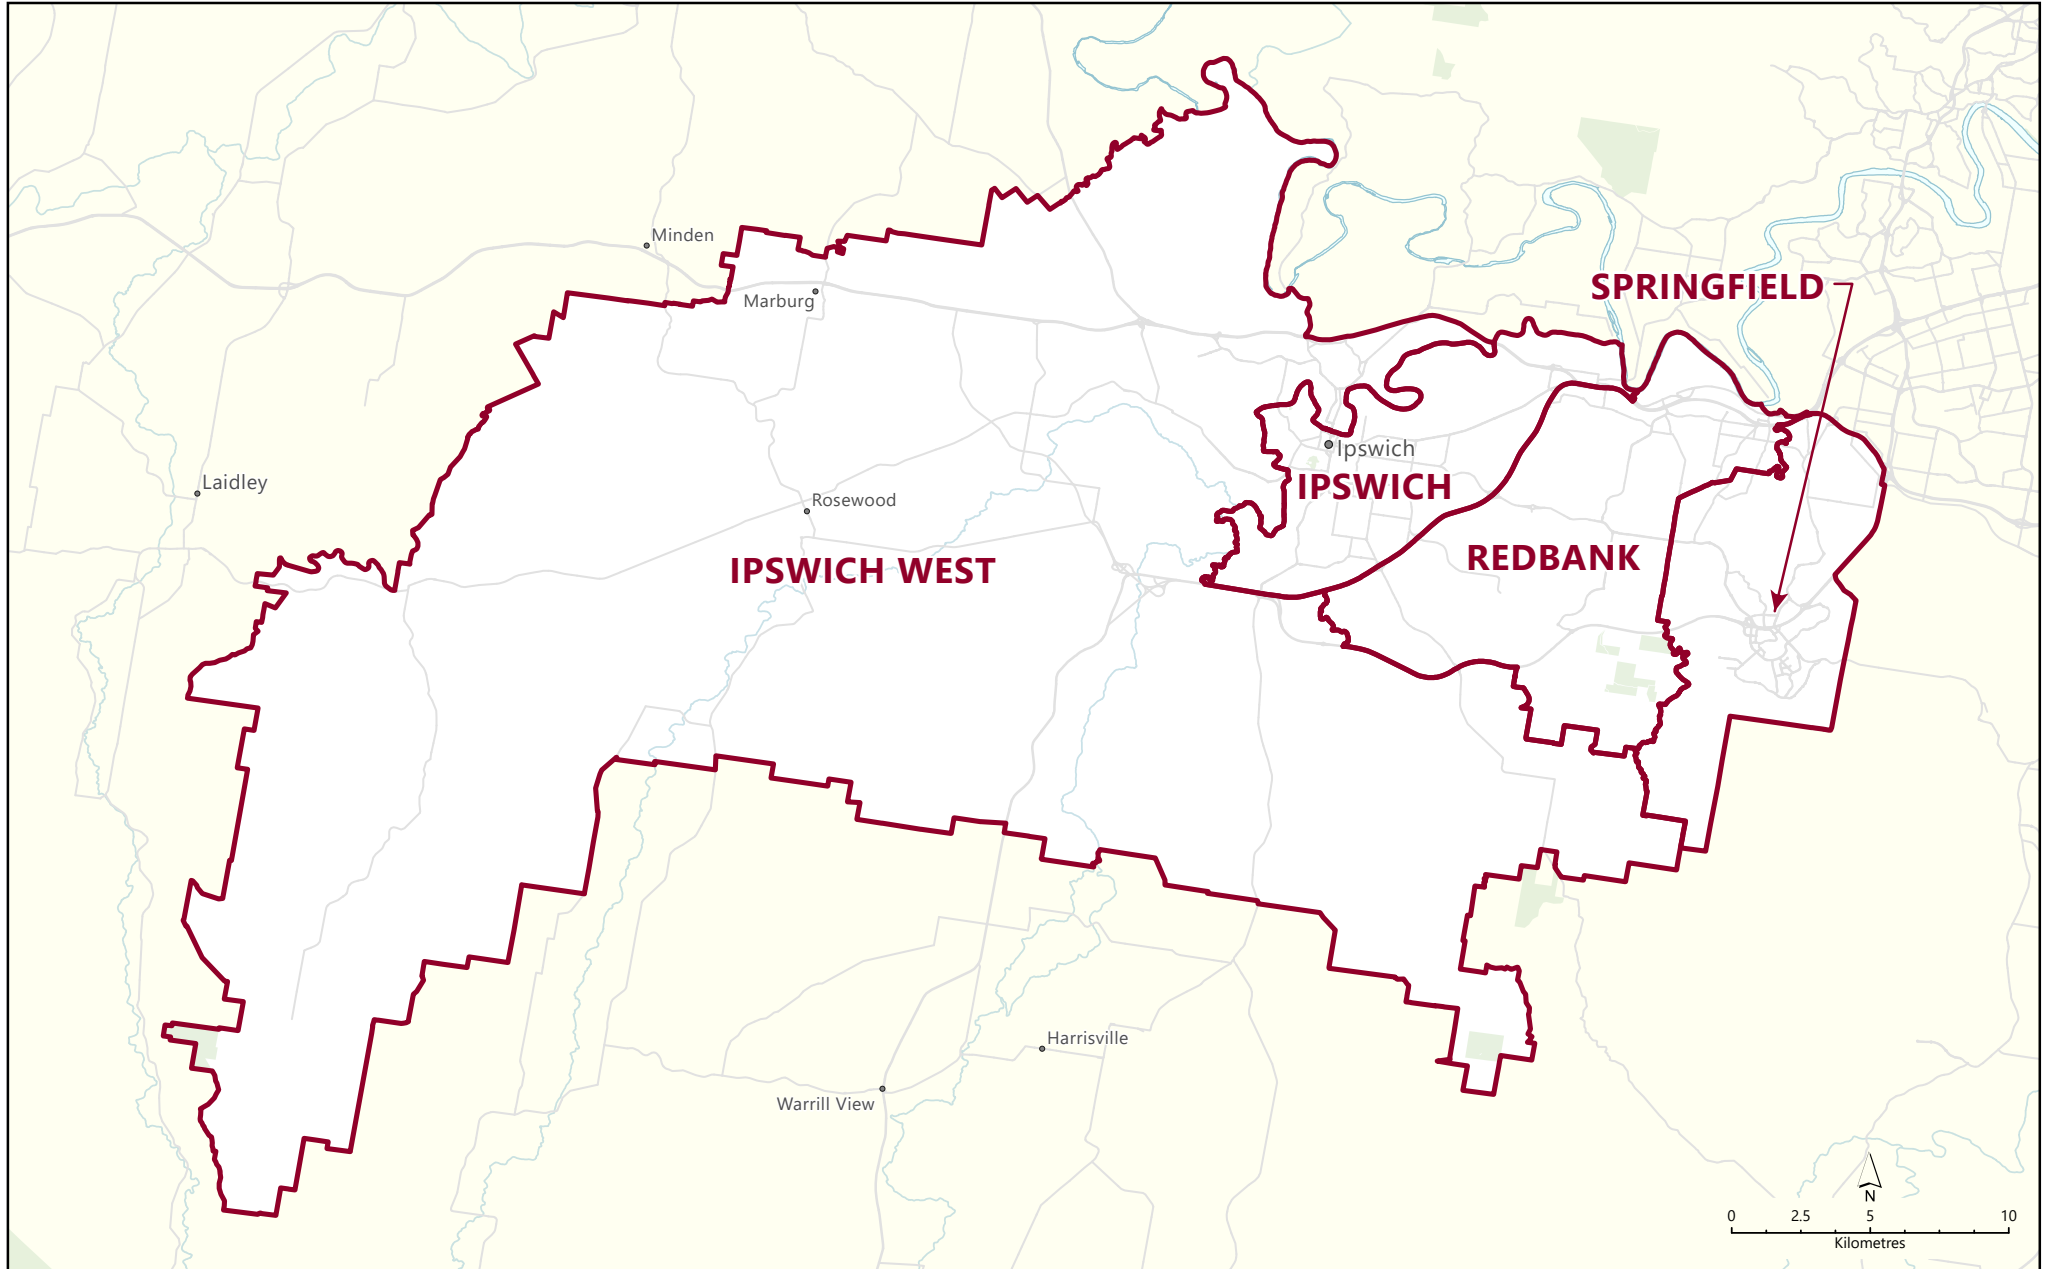 Minden
SPRINGFIELD
Marburg
Ipswich
Laidley
IPSWICH
Rosewood
REDBANK
IPSWICH WEST
Harrisville
Warrill View
N
0 2.5 5 10
Kilometres